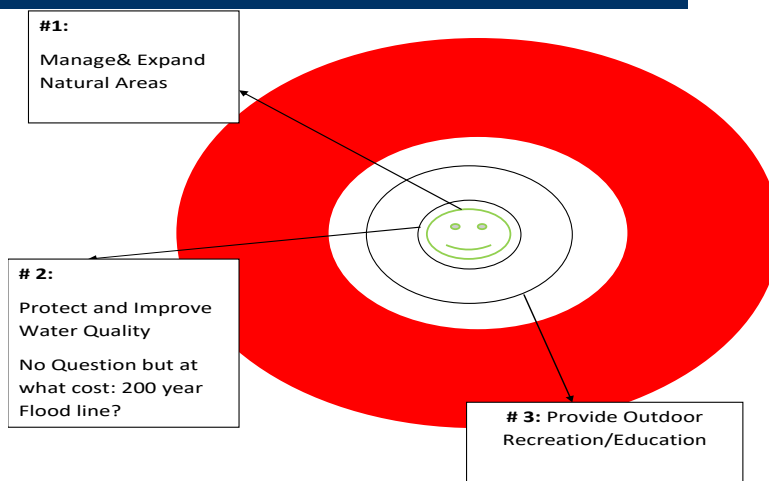 #1:
Manage& Expand
Natural Areas
# 2:
Protect and Improve
Water Quality
No Question but at
what cost: 200 year
Flood line?
# 3: Provide Outdoor
Recreation/Education